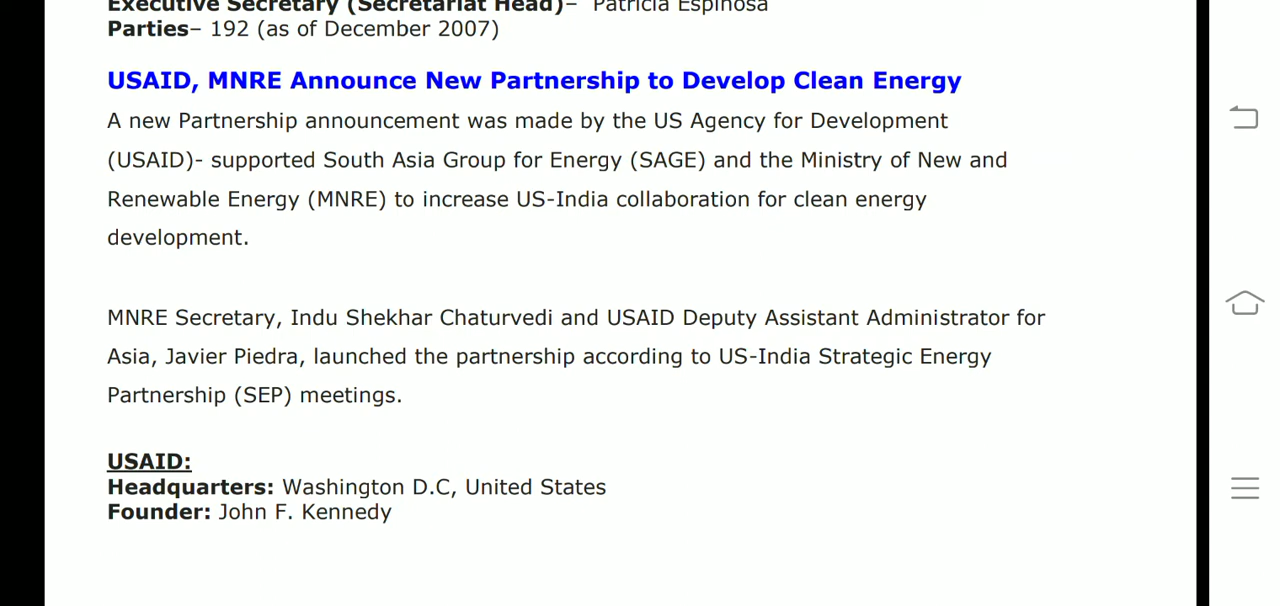 Executive Secretary (Secretariat Head)– Patricia Espinosa
Parties– 192 (as of December 2007)
USAID, MNRE Announce New Partnership to Develop Clean Energy
A new Partnership announcement was made by the US Agency for Development
(USAID)- supported South Asia Group for Energy (SAGE) and the Ministry of New and
Renewable Energy (MNRE) to increase US-India collaboration for clean energy
development.
MNRE Secretary, Indu Shekhar Chaturvedi and USAID Deputy Assistant Administrator for
Asia, Javier Piedra, launched the partnership according to US-India Strategic Energy
Partnership (SEP) meetings.
USAID:
Headquarters: Washington D.C, United States
Founder: John F. Kennedy